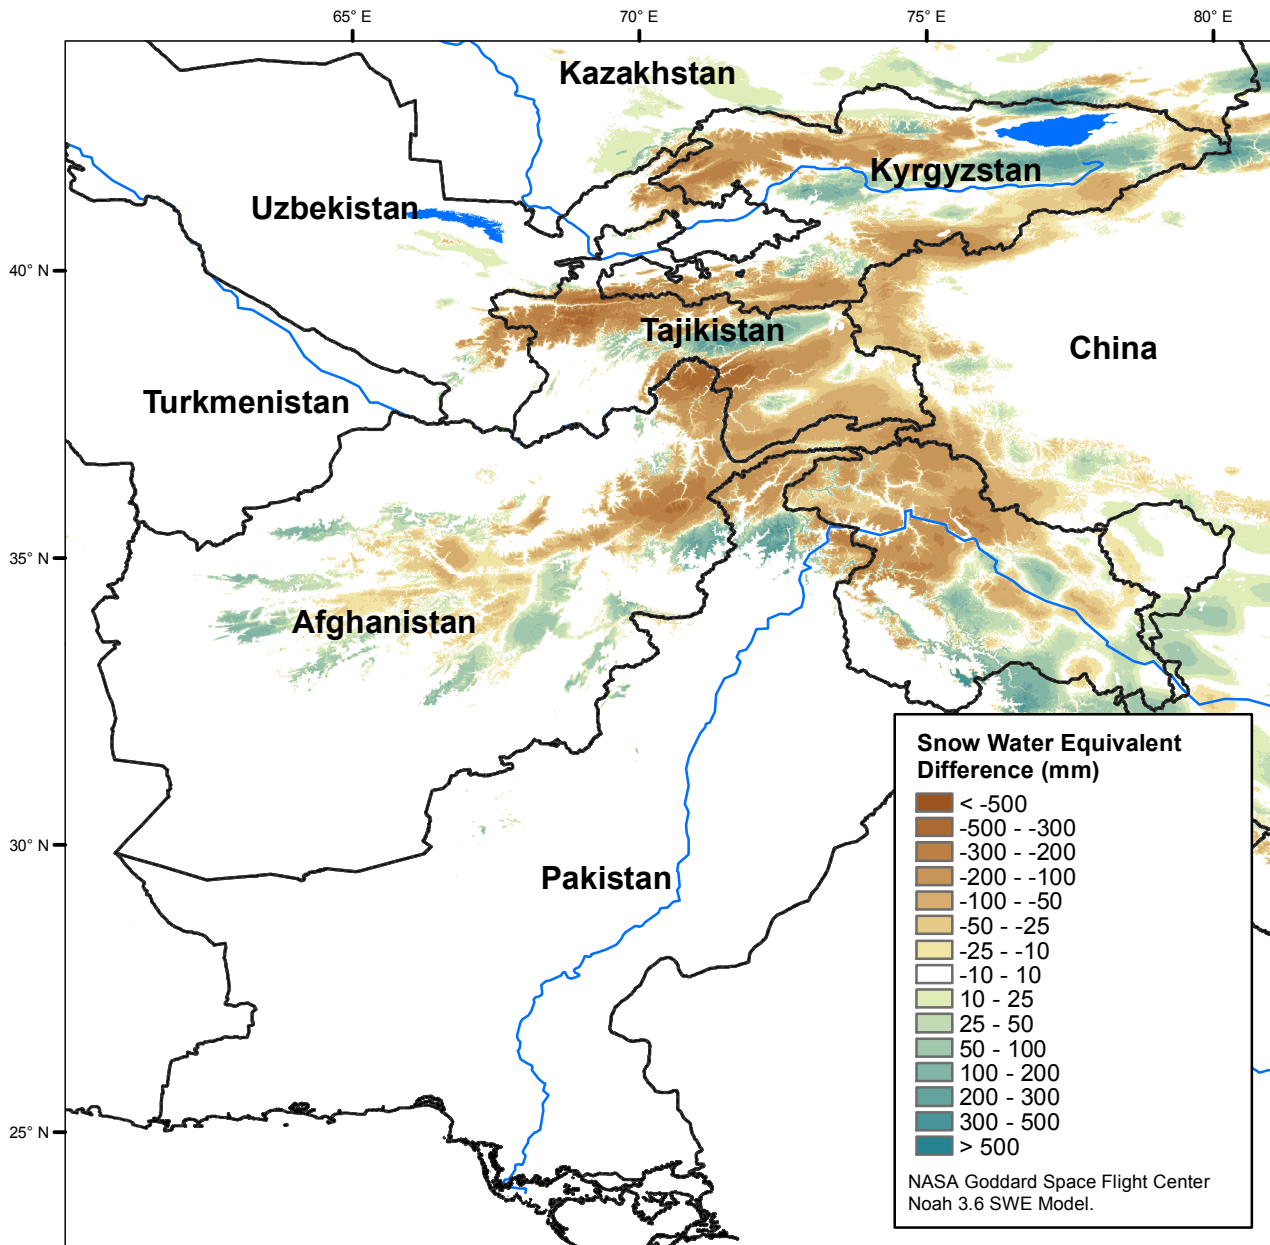 65° E
70° E
75° E
80° E
Kazakhstan
Kyrgyzstan
Uzbekistan
40° N
Tajikistan
China
Turkmenistan
35° N
Afghanistan
30° N
Pakistan
25° N
Snow Water Equivalent
Difference (mm)
< -500
-500 - -300
-300 - -200
-200 - -100
-100 - -50
-50 - -25
-25 - -10
-10 - 10
10 - 25
25 - 50
50 - 100
100 - 200
200 - 300
300 - 500
> 500
NASA Goddard Space Flight Center
Noah 3.6 SWE Model.